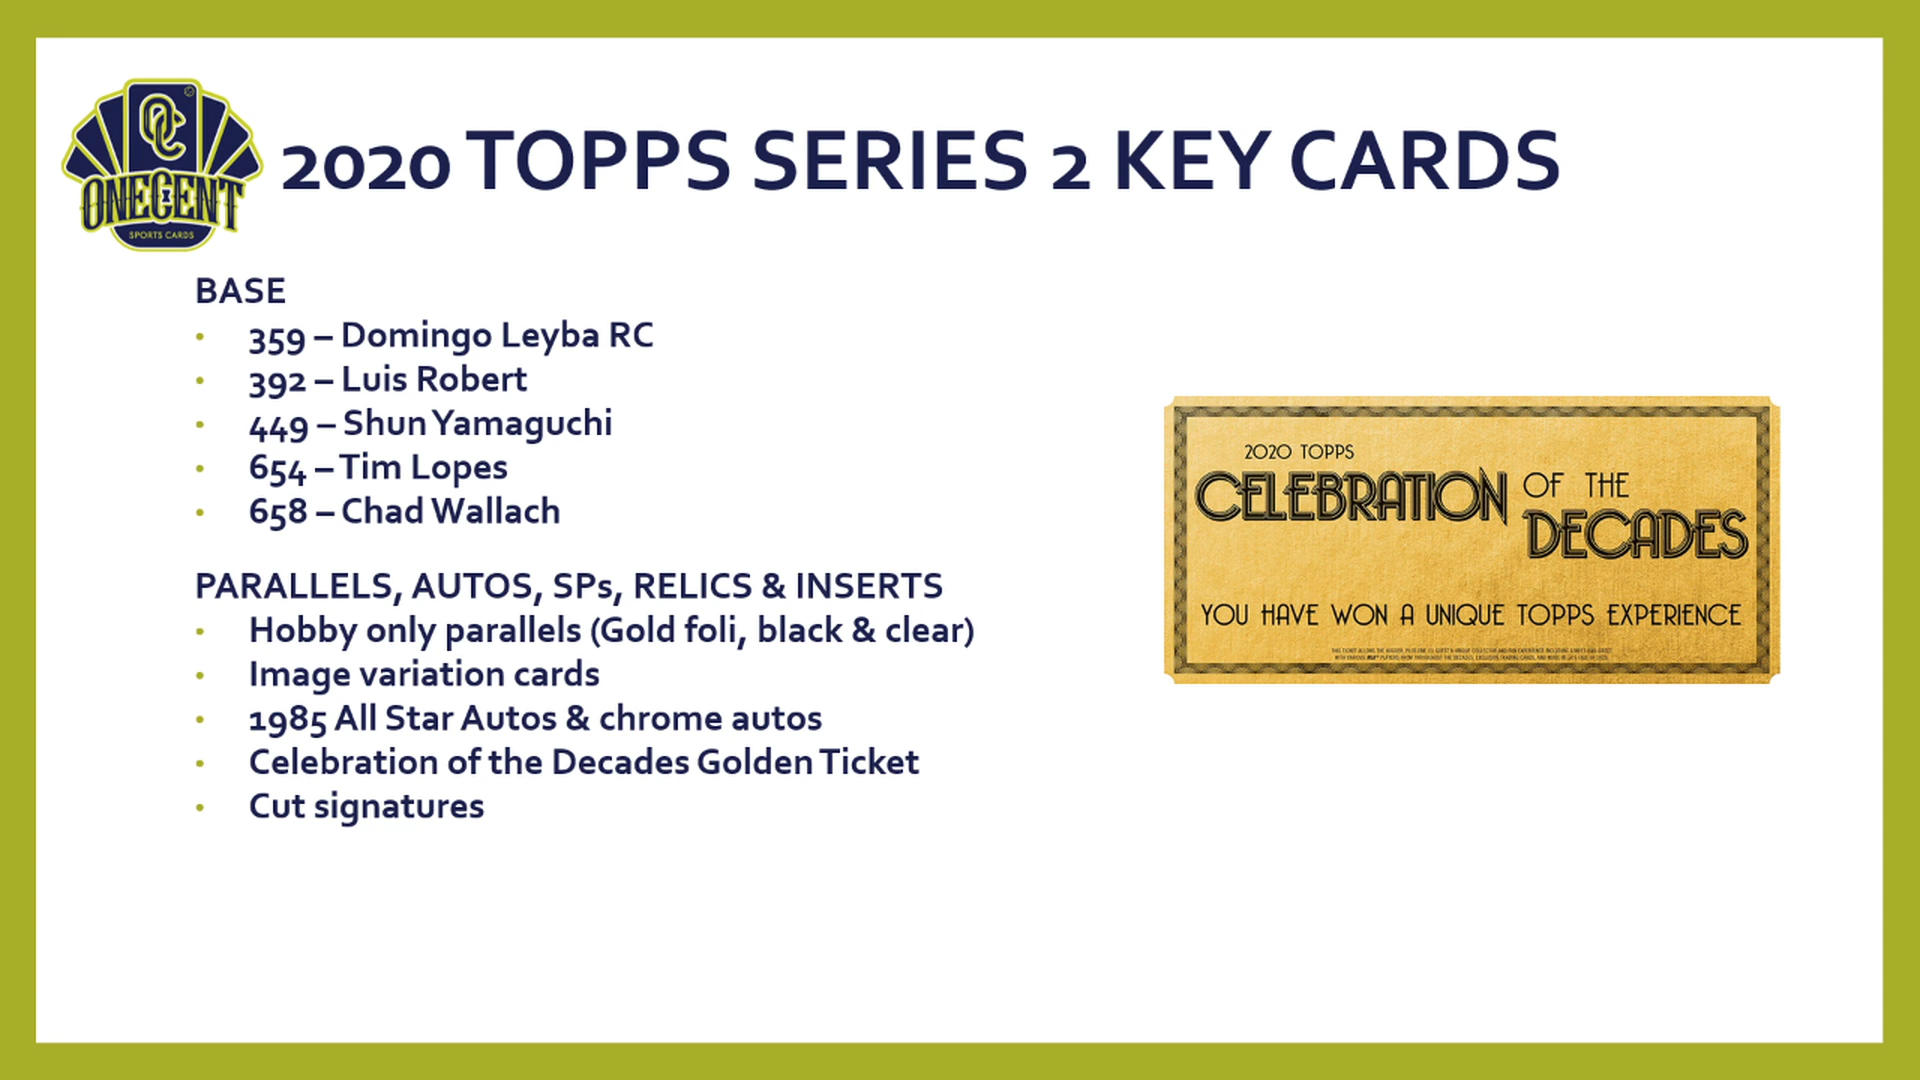 OC
ONECENT
SPORTS CARDS
2020 TOPPS SERIES 2 KEY CARDS
BASE
• 359 – Domingo Leyba RC
• 392 – Luis Robert
• 449 – Shun Yamaguchi
• 654 – Tim Lopes
• 658 – Chad Wallach
PARALLELS, AUTOS, SPs, RELICS & INSERTS
• Hobby only parallels (Gold foli, black & clear)
• Image variation cards
• 1985 All Star Autos & chrome autos
• Celebration of the Decades Golden Ticket
• Cut signatures
2020 TOPPS
CELEBRATION OF THE
DECADES
YOU HAVE WON A UNIQUE TOPPS EXPERIENCE